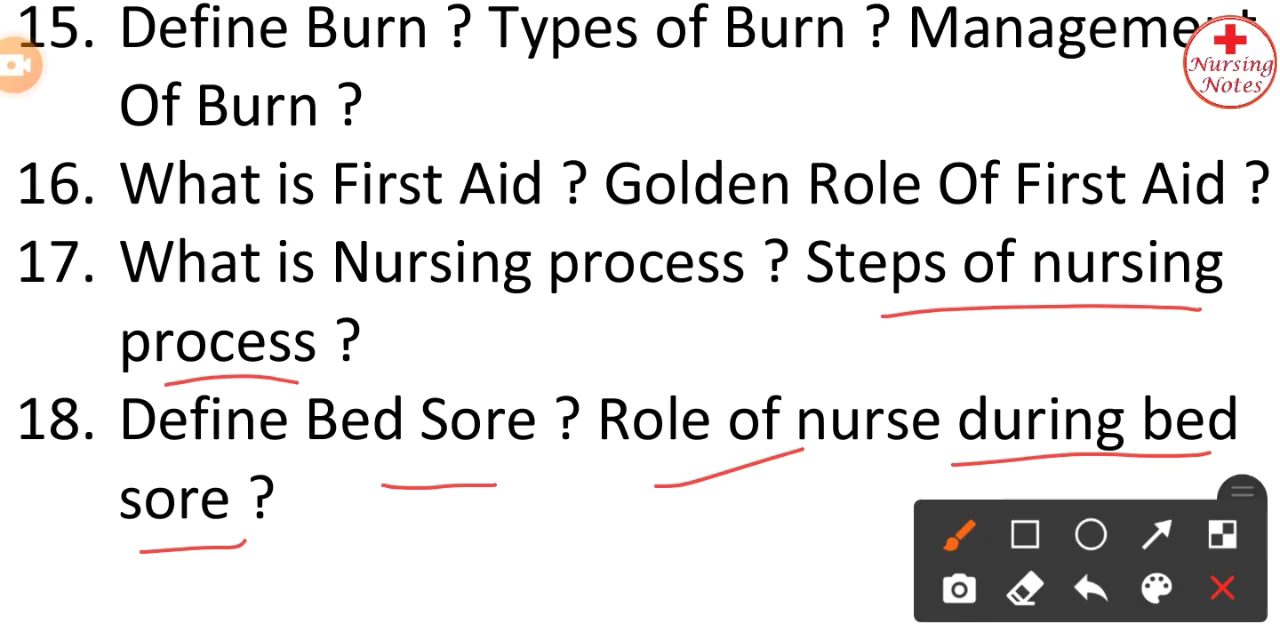 15. Define Burn ? Types of Burn ? Management
Of Burn ?
16. What is First Aid ? Golden Role Of First Aid ?
17. What is Nursing process ? Steps of nursing
process ?
18. Define Bed Sore ? Role of nurse during bed
sore ?
Nursing
Notes